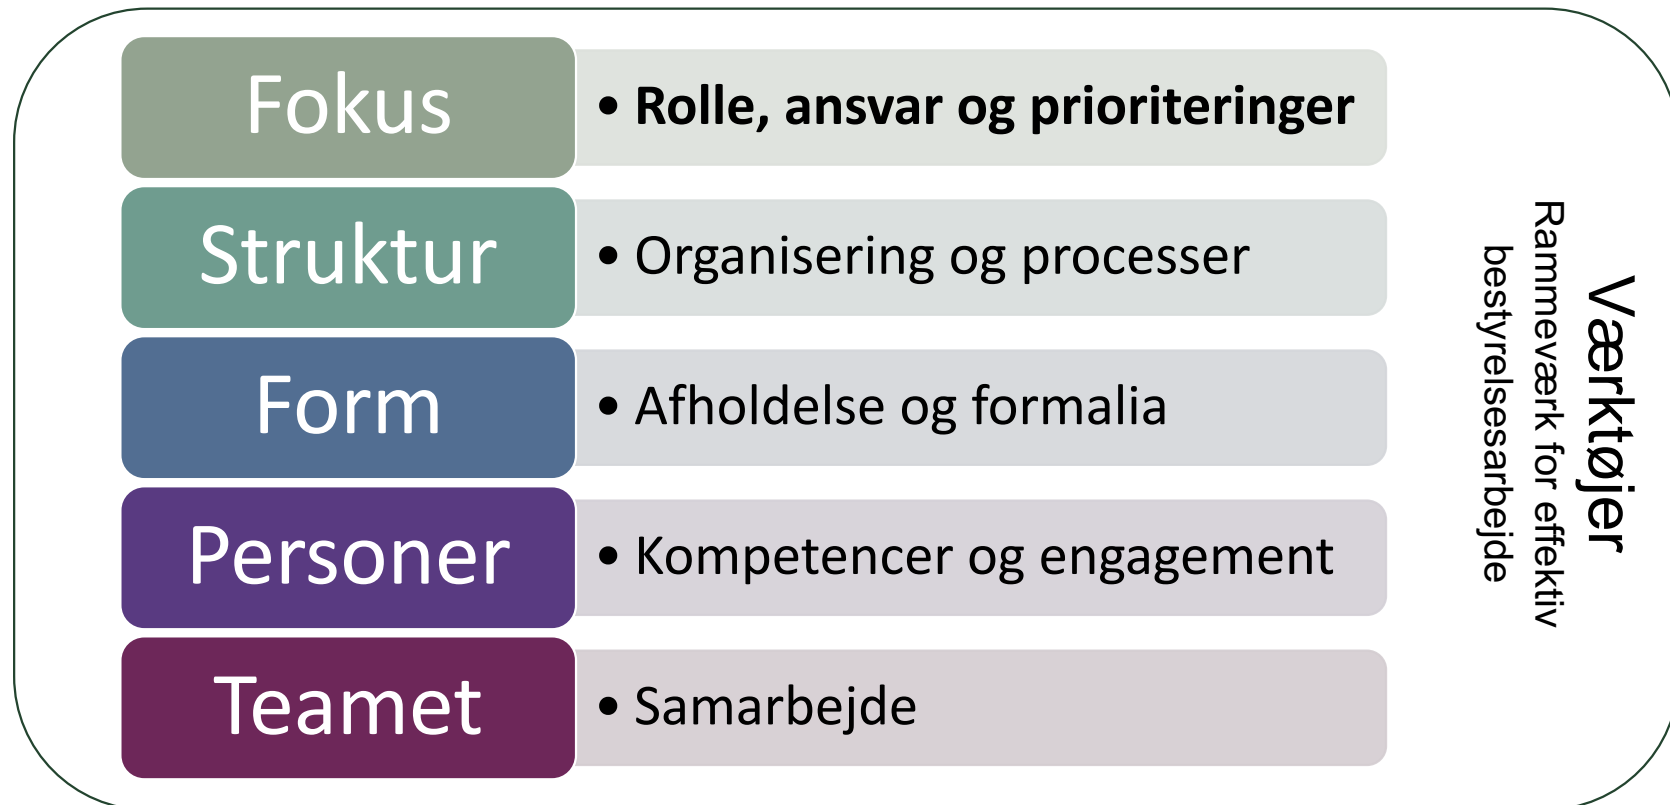 Fokus
• Rolle, ansvar og prioriteringer
Struktur
• Organisering og processer
Form
• Afholdelse og formalia
Personer
• Kompetencer og engagement
Teamet
• Samarbejde
Værktøjer
Rammeværk for effektiv
bestyrelsesarbejde